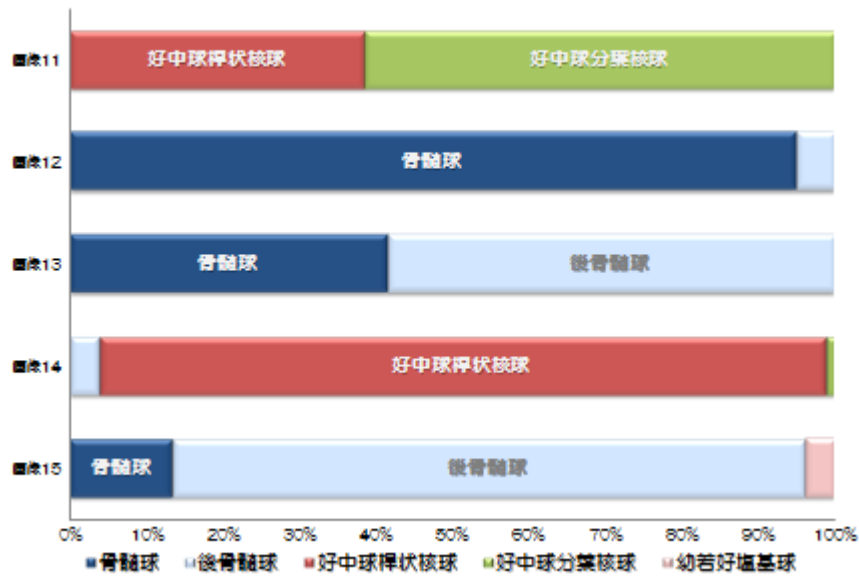 画像11
好中球桿状核球 好中球分葉核球
画像12
骨髄球
画像13
骨髄球 後骨髄球
画像14
好中球桿状核球
画像15
骨髄球 後骨髄球
0% 10% 20% 30% 40% 50% 60% 70% 80% 90% 100%
骨髄球 後骨髄球 好中球桿状核球 好中球分葉核球 幼若好塩基球